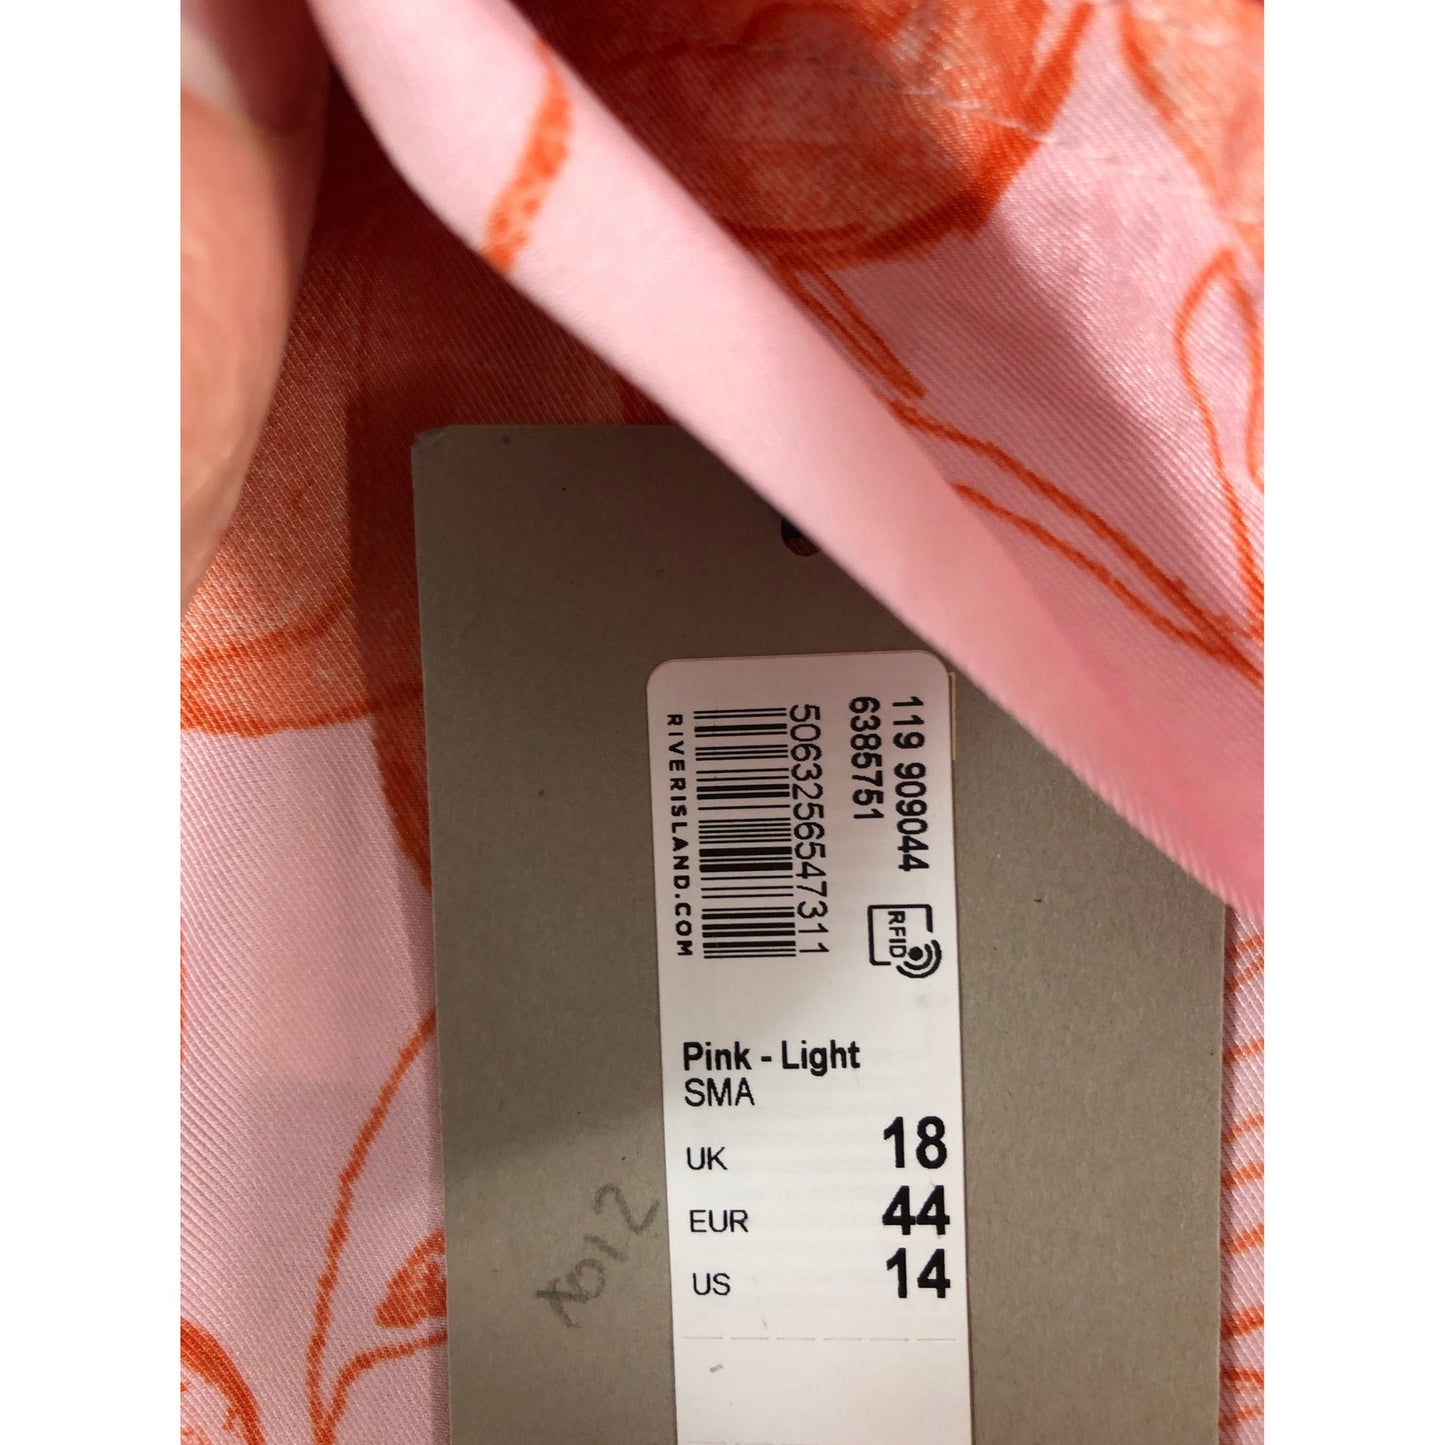 119 909044
6385751
RFID
5063256547311
RIVERISLAND.COM
Pink - Light
SMA
UK 18
EUR 44
US 14